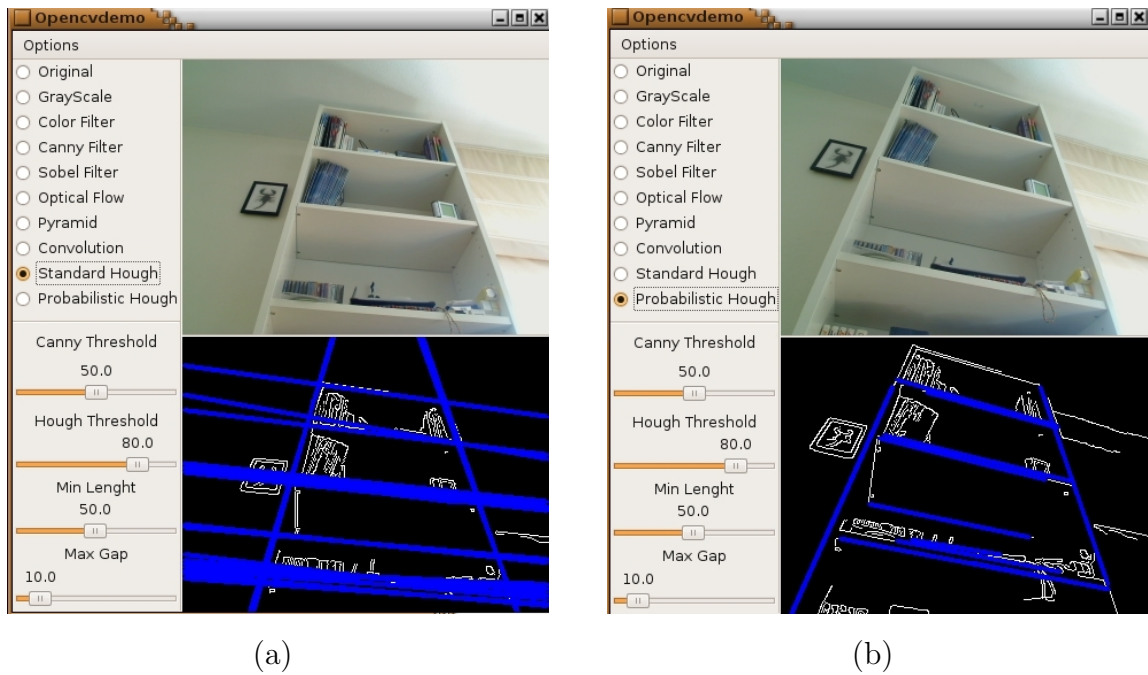 Opencvdemo
Options
Original
GrayScale
Color Filter
Canny Filter
Sobel Filter
Optical Flow
Pyramid
Convolution
Standard Hough
Probabilistic Hough
Canny Threshold
50.0
Hough Threshold
80.0
Min Lenght
50.0
Max Gap
10.0
(a)
Opencvdemo
Options
Original
GrayScale
Color Filter
Canny Filter
Sobel Filter
Optical Flow
Pyramid
Convolution
Standard Hough
Probabilistic Hough
Canny Threshold
50.0
Hough Threshold
80.0
Min Lenght
50.0
Max Gap
10.0
(b)